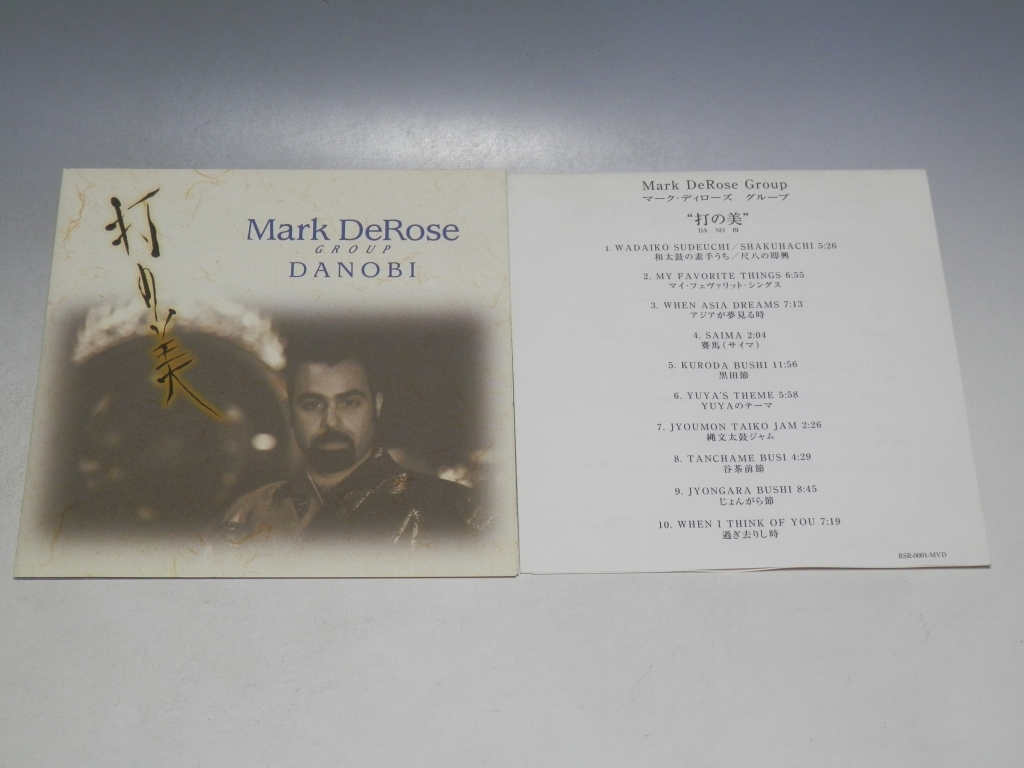 打の美
Mark DeRose
GROUP
DANOBI
Mark DeRose Group
マーク・ディローズ グループ
“打の美”
DA NO BI
1. WADAIKO SUDEUCHI/SHAKUHACHI 5:26
和太鼓の素手うち/尺八の即興
2. MY FAVORITE THINGS 6:55
マイ・フェヴァリット・シングス
3. WHEN ASIA DREAMS 7:13
アジアが夢見る時
4. SAIMA 2:04
賽馬(サイマ)
5. KURODA BUSHI 11:56
黒田節
6. YUYA'S THEME 5:58
YUYAのテーマ
7. JYOUMON TAIKO JAM 2:26
縄文太鼓ジャム
8. TANCHAME BUSI 4:29
谷茶前節
9. JYONGARA BUSHI 8:45
じょんがら節
10. WHEN I THINK OF YOU 7:19
過ぎ去りし時
RSR-0001-MVD